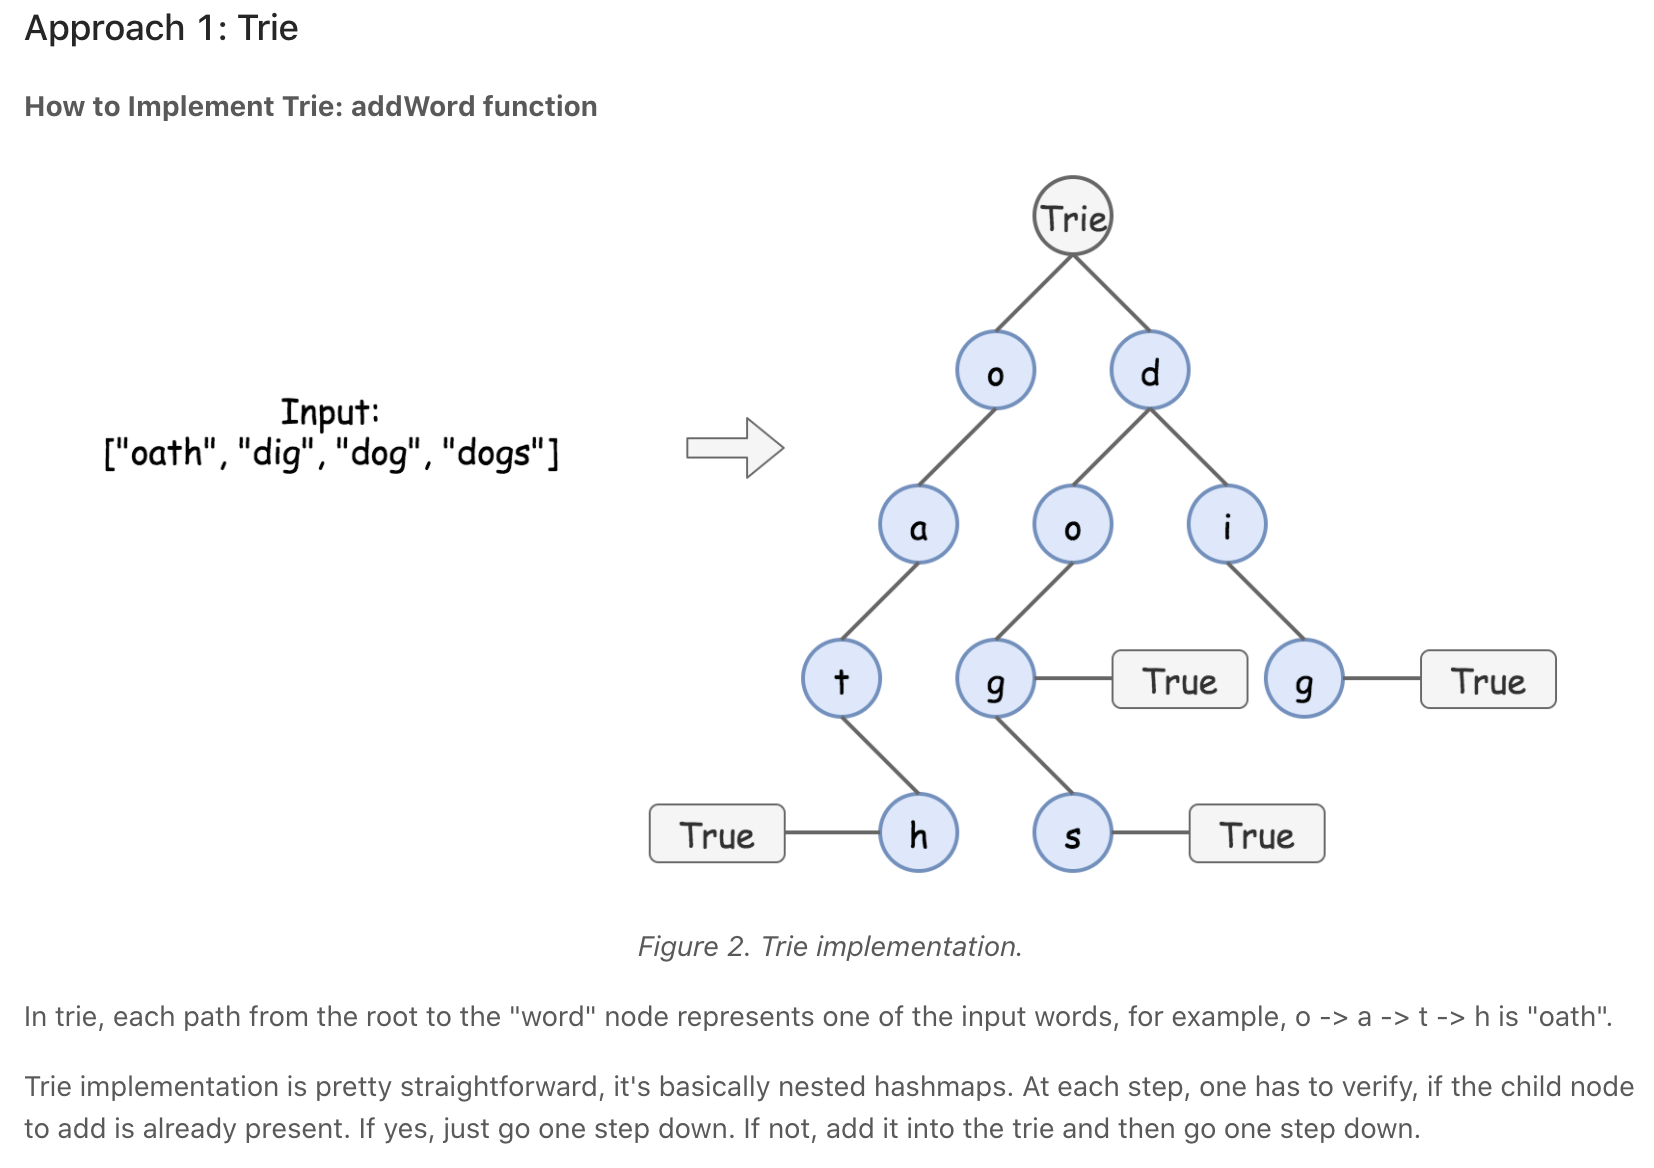 Approach 1: Trie
How to Implement Trie: addWord function
Trie
o
d
Input:
["oath", "dig", "dog", "dogs"]
a
o
i
t
g
True
g
True
True
h
s
True
Figure 2. Trie implementation.
In trie, each path from the root to the "word" node represents one of the input words, for example, o -> a -> t -> h is "oath".
Trie implementation is pretty straightforward, it's basically nested hashmaps. At each step, one has to verify, if the child node
to add is already present. If yes, just go one step down. If not, add it into the trie and then go one step down.